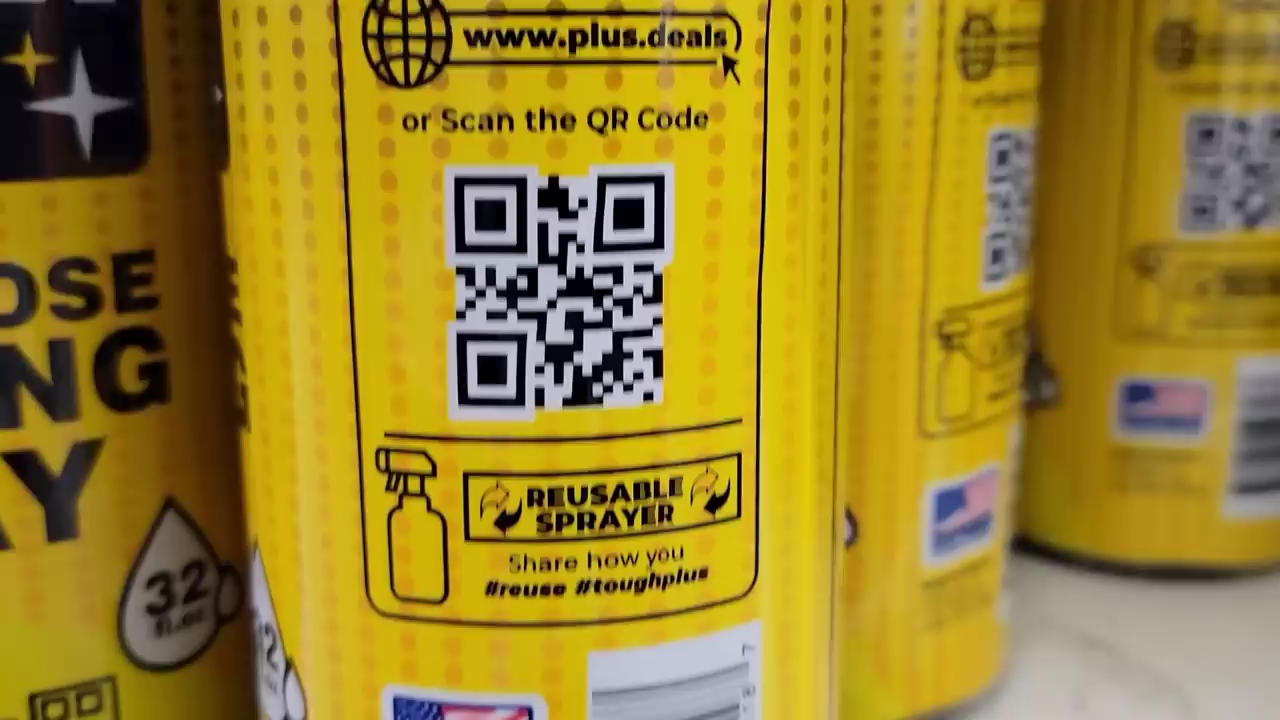 www.plus.deals
or Scan the QR Code
REUSABLE
SPRAYER
Share how you
#reuse #toughplus
OSE
NG
AY
32
fl.oz